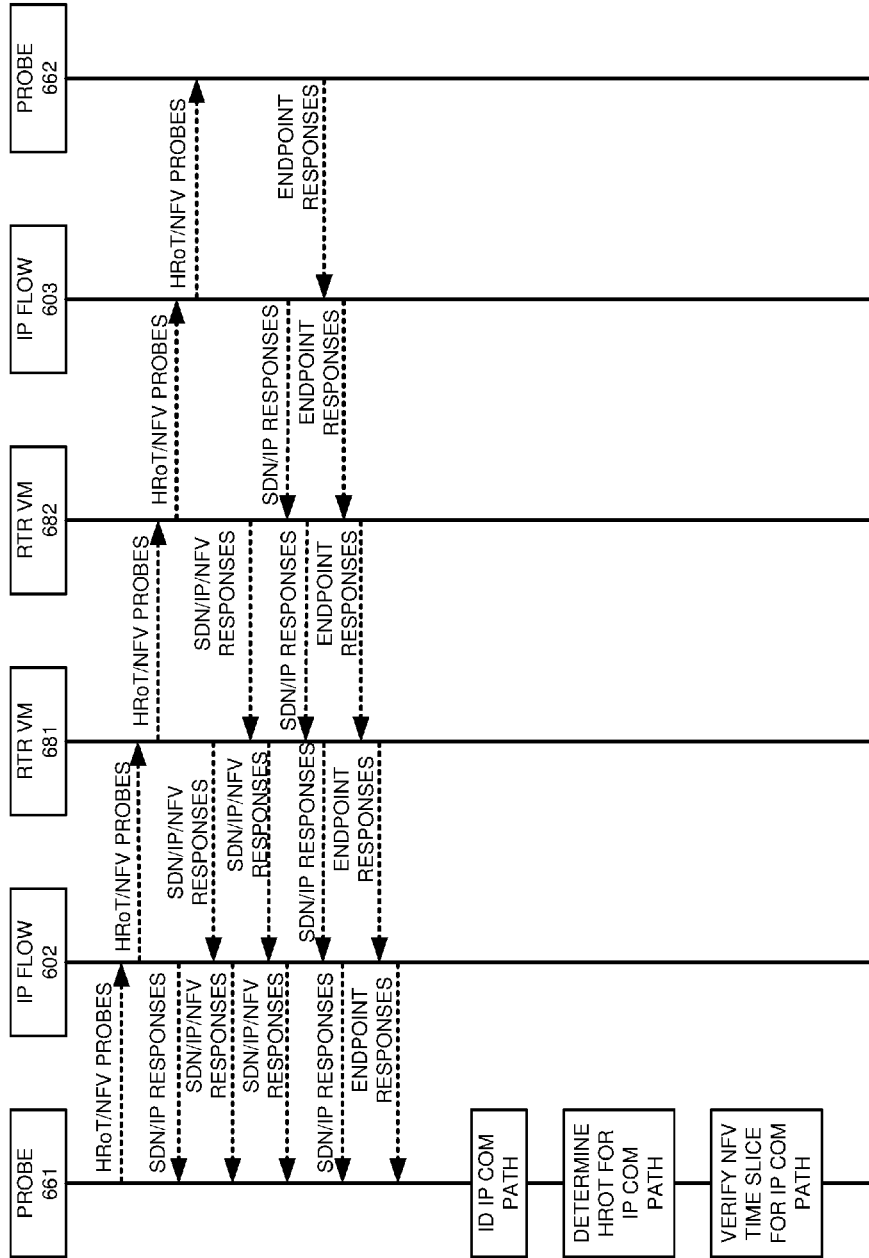 PROBE
661
IP FLOW
602
RTR VM
681
RTR VM
682
IP FLOW
603
PROBE
662
HRoT/NFV PROBES
SDN/IP RESPONSES
SDN/IP/NFV
RESPONSES
SDN/IP/NFV
RESPONSES
SDN/IP RESPONSES
ENDPOINT
RESPONSES
HRoT/NFV PROBES
SDN/IP/NFV
RESPONSES
SDN/IP/NFV
RESPONSES
SDN/IP RESPONSES
ENDPOINT
RESPONSES
HRoT/NFV PROBES
SDN/IP/NFV
RESPONSES
SDN/IP RESPONSES
ENDPOINT
RESPONSES
HRoT/NFV PROBES
SDN/IP RESPONSES
ENDPOINT
RESPONSES
HRoT/NFV PROBES
ENDPOINT
RESPONSES
ID IP COM
PATH
DETERMINE
HROT FOR
IP COM
PATH
VERIFY NFV
TIME SLICE
FOR IP COM
PATH